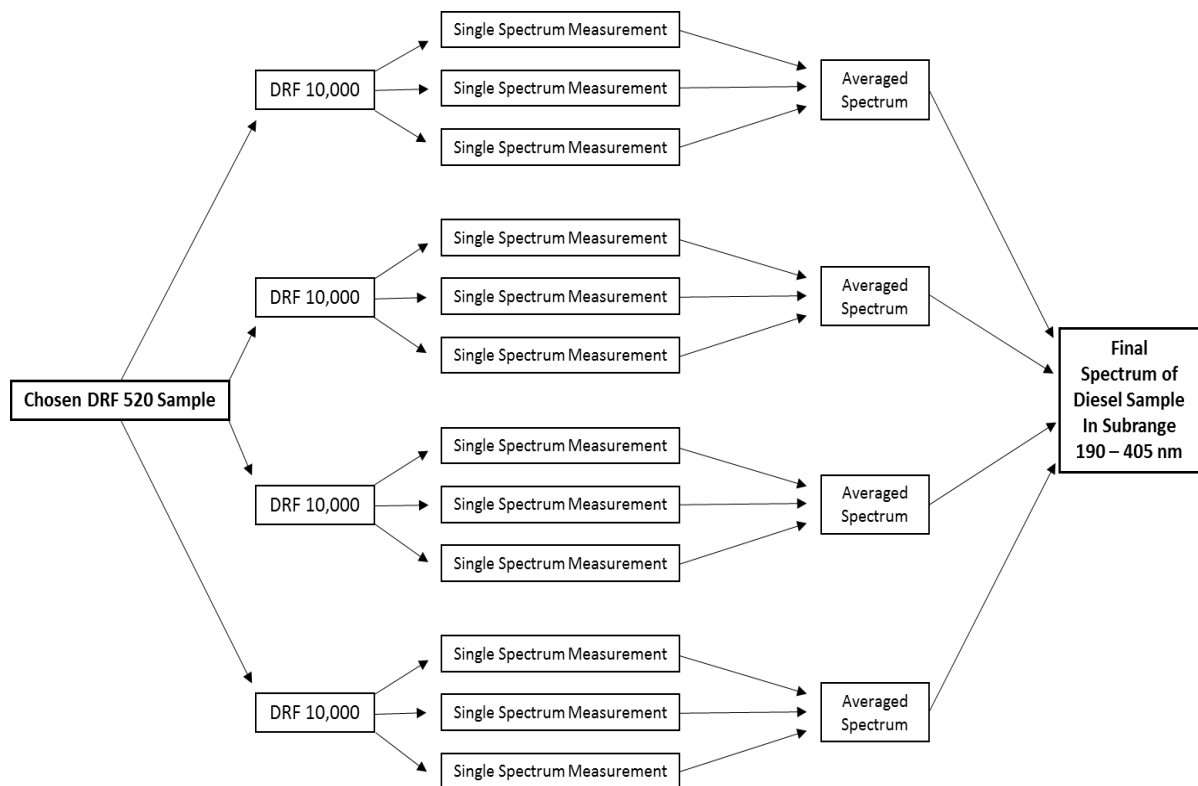 Chosen DRF 520 Sample
DRF 10,000
Single Spectrum Measurement
Single Spectrum Measurement
Single Spectrum Measurement
Averaged
Spectrum
DRF 10,000
Single Spectrum Measurement
Single Spectrum Measurement
Single Spectrum Measurement
Averaged
Spectrum
DRF 10,000
Single Spectrum Measurement
Single Spectrum Measurement
Single Spectrum Measurement
Averaged
Spectrum
DRF 10,000
Single Spectrum Measurement
Single Spectrum Measurement
Single Spectrum Measurement
Averaged
Spectrum
Final
Spectrum of
Diesel Sample
In Subrange
190 – 405 nm